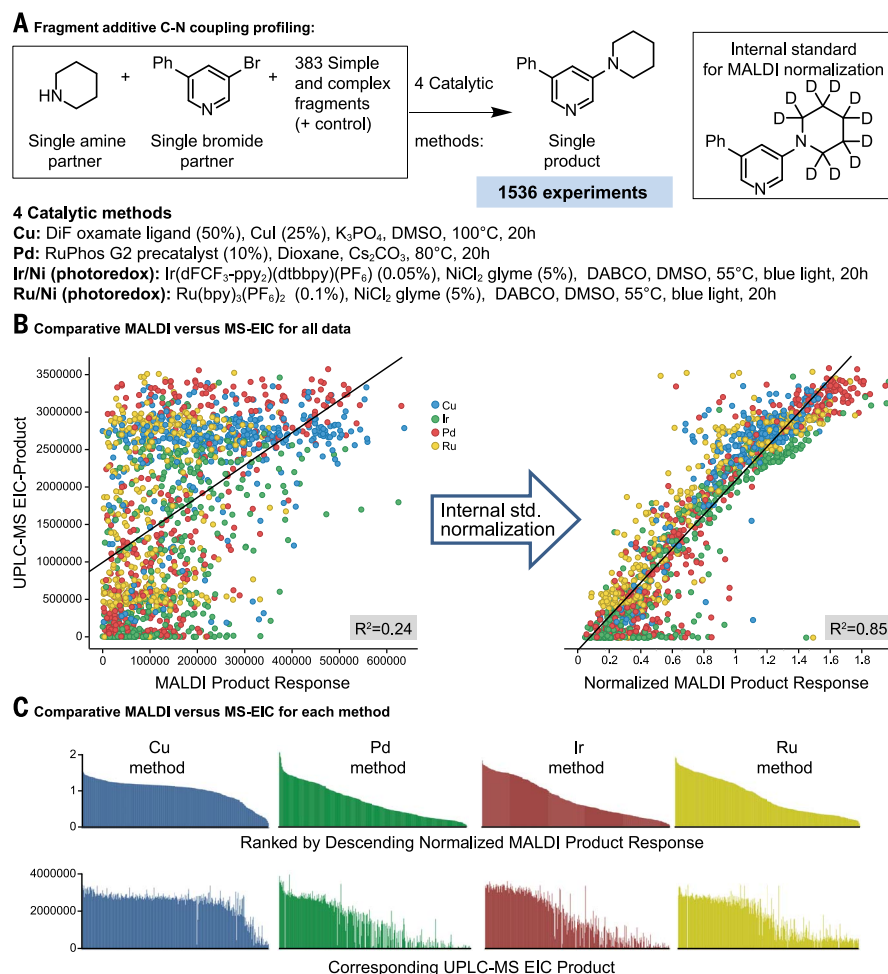 A Fragment additive C-N coupling profiling:
HN
Single amine
partner
+
Ph
Br
N
Single bromide
partner
+
383 Simple
and complex
fragments
(+ control)
4 Catalytic
methods:
Ph
N
N
Single
product
1536 experiments
Internal standard
for MALDI normalization
D D
D D
D D
D D
D D
Ph
N
N
4 Catalytic methods
Cu: DiF oxamate ligand (50%), CuI (25%), K₃PO₄, DMSO, 100°C, 20h
Pd: RuPhos G2 precatalyst (10%), Dioxane, Cs₂CO₃, 80°C, 20h
Ir/Ni (photoredox): Ir(dFCF₃-ppy₂)(dtbbpy)(PF₆) (0.05%), NiCl₂ glyme (5%), DABCO, DMSO, 55°C, blue light, 20h
Ru/Ni (photoredox): Ru(bpy)₃(PF₆)₂ (0.1%), NiCl₂ glyme (5%), DABCO, DMSO, 55°C, blue light, 20h
B Comparative MALDI versus MS-EIC for all data
UPLC-MS EIC-Product
3500000
3000000
2500000
2000000
1500000
1000000
500000
0
0 100000 200000 300000 400000 500000 600000
MALDI Product Response
R²=0.24
Cu
Ir
Pd
Ru
Internal std.
normalization
R²=0.85
0 0.2 0.4 0.6 0.8 1 1.2 1.4 1.6 1.8
Normalized MALDI Product Response
C Comparative MALDI versus MS-EIC for each method
Cu
method
Pd
method
Ir
method
Ru
method
2
1
0
Ranked by Descending Normalized MALDI Product Response
4000000
2000000
0
Corresponding UPLC-MS EIC Product